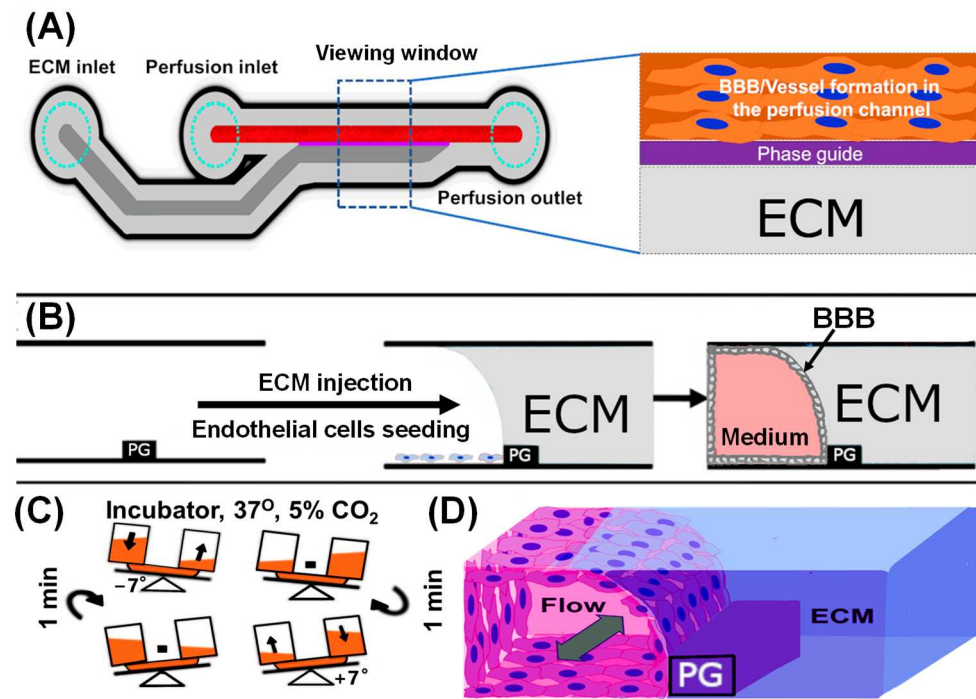 (A)
Viewing window
ECM inlet
Perfusion inlet
Perfusion outlet
BBB/Vessel formation in
the perfusion channel
Phase guide
ECM
(B)
PG
ECM injection
Endothelial cells seeding
ECM
PG
BBB
Medium
ECM
PG
(C)
Incubator, 37⁰, 5% CO₂
1 min
−7°
+7°
1 min
(D)
Flow
ECM
PG